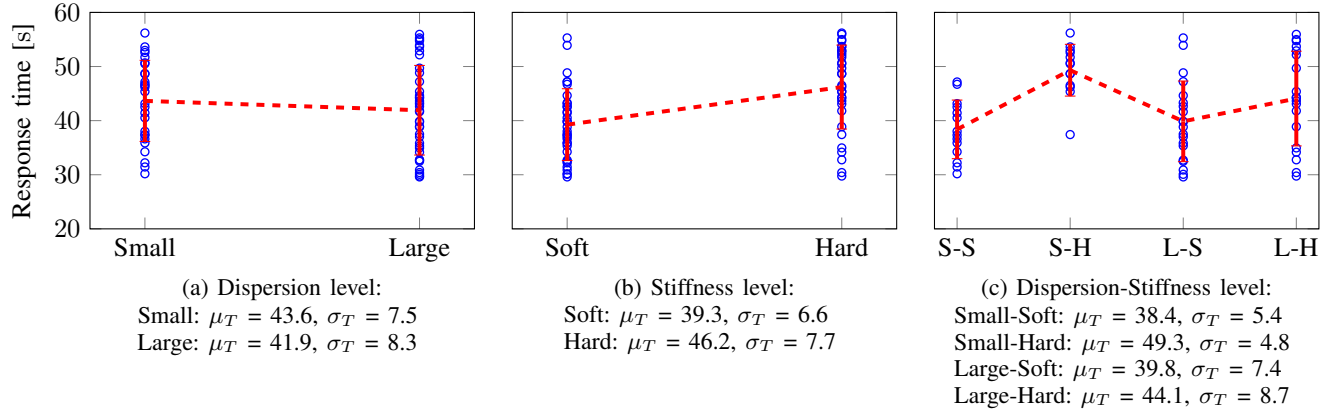 Response time [s]
60
50
40
30
20
Small Large
Soft Hard
S-S S-H L-S L-H
(a) Dispersion level:
Small: μ_T = 43.6, σ_T = 7.5
Large: μ_T = 41.9, σ_T = 8.3
(b) Stiffness level:
Soft: μ_T = 39.3, σ_T = 6.6
Hard: μ_T = 46.2, σ_T = 7.7
(c) Dispersion-Stiffness level:
Small-Soft: μ_T = 38.4, σ_T = 5.4
Small-Hard: μ_T = 49.3, σ_T = 4.8
Large-Soft: μ_T = 39.8, σ_T = 7.4
Large-Hard: μ_T = 44.1, σ_T = 8.7